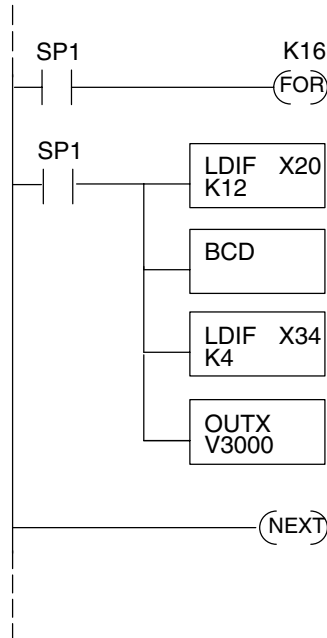 SP1 K16
FOR
SP1
LDIF X20
K12
BCD
LDIF X34
K4
OUTX
V3000
NEXT